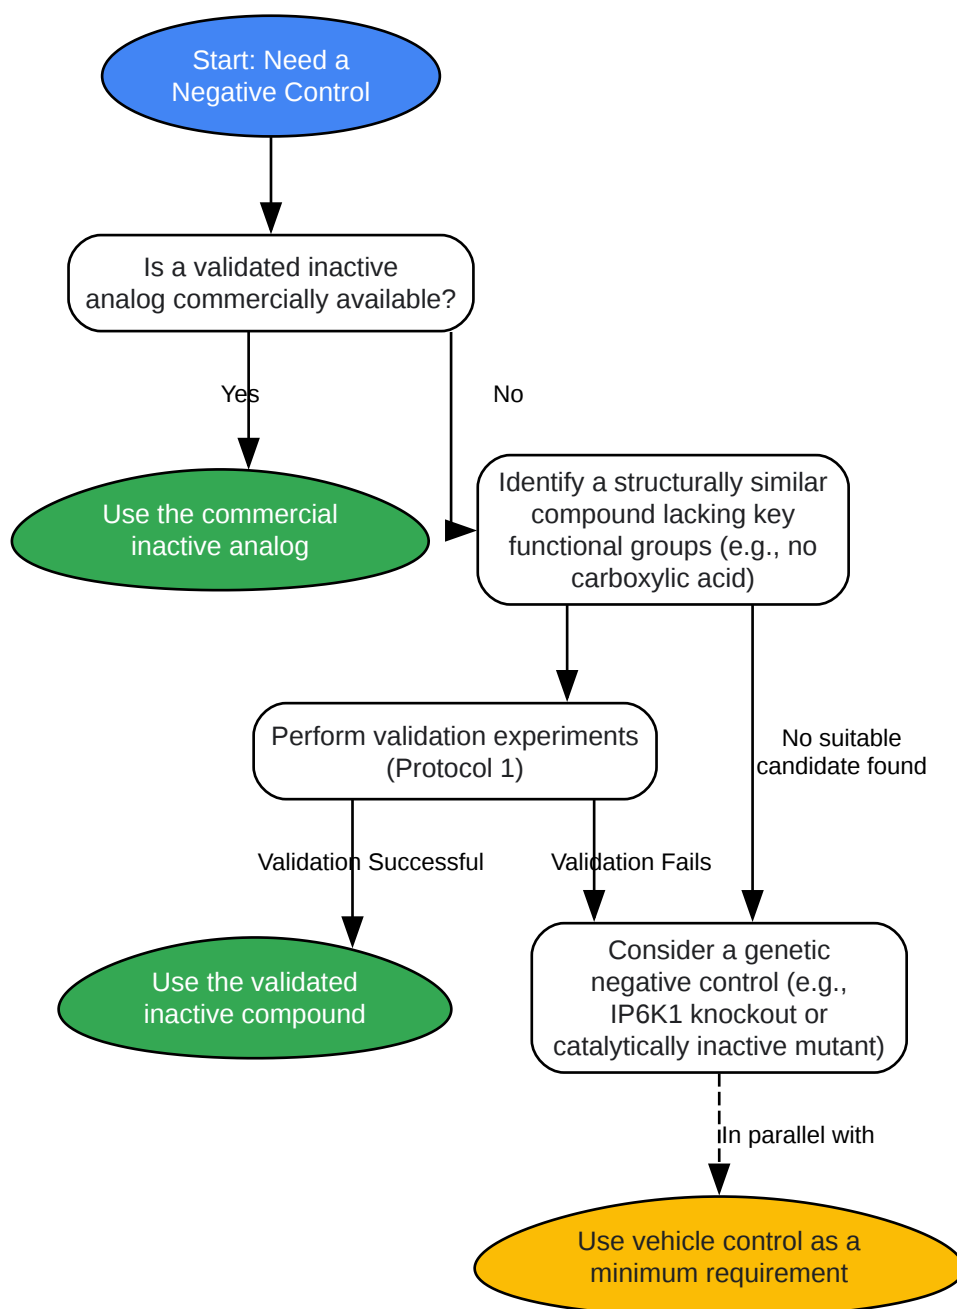 Start: Need a
Negative Control
Is a validated inactive
analog commercially available?
Yes
No
Use the commercial
inactive analog
Identify a structurally similar
compound lacking key
functional groups (e.g., no
carboxylic acid)
Perform validation experiments
(Protocol 1)
No suitable
candidate found
Validation Successful
Validation Fails
Use the validated
inactive compound
Consider a genetic
negative control (e.g.,
IP6K1 knockout or
catalytically inactive mutant)
In parallel with
Use vehicle control as a
minimum requirement